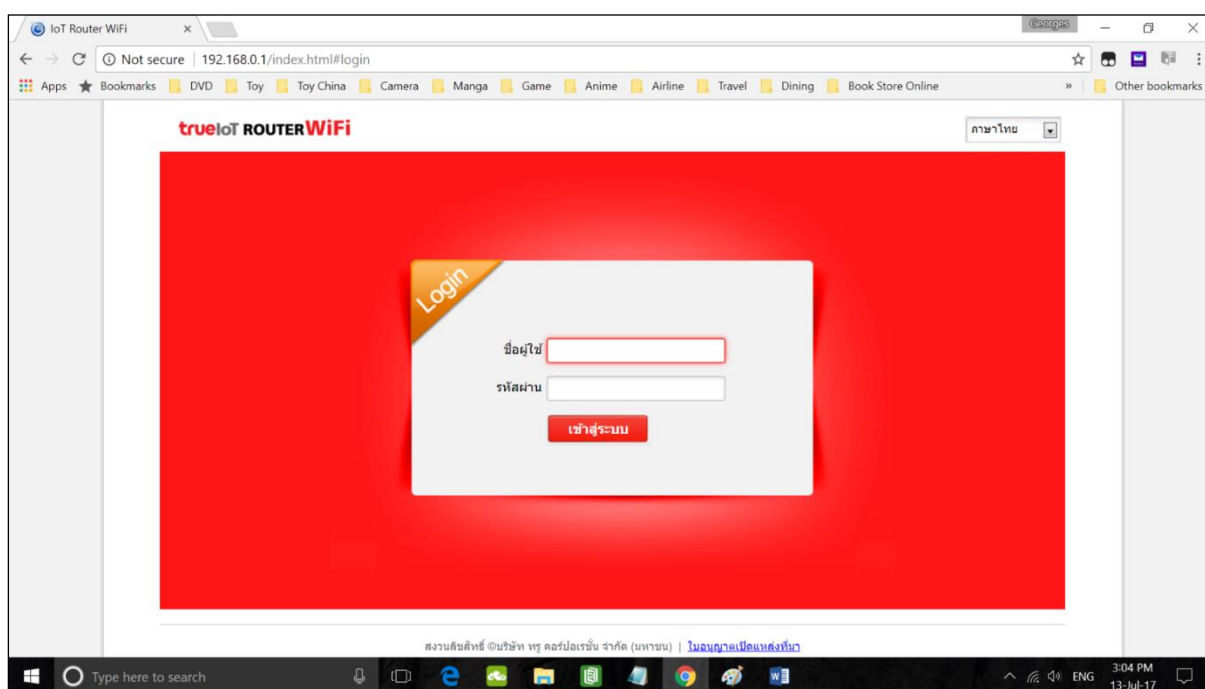 IoT Router WiFi
Georges
Not secure | 192.168.0.1/index.html#login
Apps Bookmarks DVD Toy Toy China Camera Manga Game Anime Airline Travel Dining Book Store Online » Other bookmarks
trueIoT ROUTER WiFi
ภาษาไทย
Login
ชื่อผู้ใช้
รหัสผ่าน
เข้าสู่ระบบ
สงวนลิขสิทธิ์ ©บริษัท ทรู คอร์ปอเรชั่น จำกัด (มหาชน) | ใบอนุญาตเปิดแหล่งที่มา
Type here to search
ENG
3:04 PM
13-Jul-17